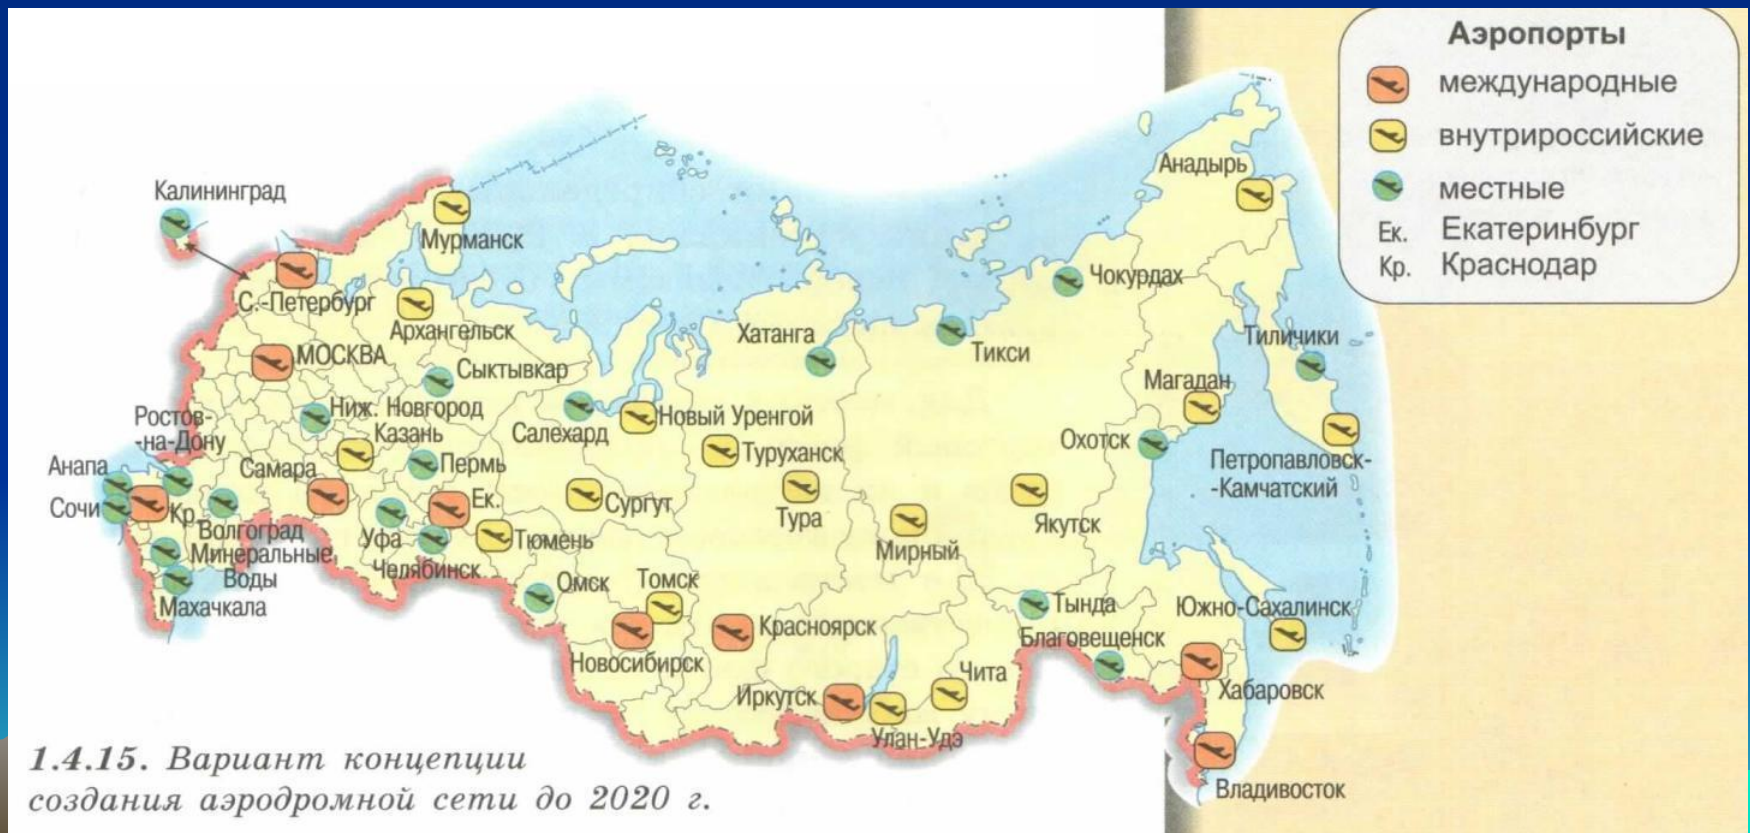 Аэропорты
международные
внутрироссийские
местные
Ек. Екатеринбург
Кр. Краснодар
Калининград
Мурманск
С.-Петербург
Архангельск
МОСКВА
Сыктывкар
Ниж. Новгород
Ростов-
-на-Дону
Казань
Салехард
Новый Уренгой
Анапа
Самара
Пермь
Сочи
Кр.
Ек.
Волгоград
Уфа
Тюмень
Сургут
Минеральные
Воды
Челябинск
Махачкала
Омск
Томск
Новосибирск
Красноярск
Иркутск
Улан-Удэ
Чита
Хатанга
Туруханск
Тура
Мирный
Якутск
Тикси
Чокурдах
Анадырь
Тиличики
Магадан
Охотск
Петропавловск-
-Камчатский
Тында
Благовещенск
Южно-Сахалинск
Хабаровск
Владивосток
1.4.15. Вариант концепции
создания аэродромной сети до 2020 г.